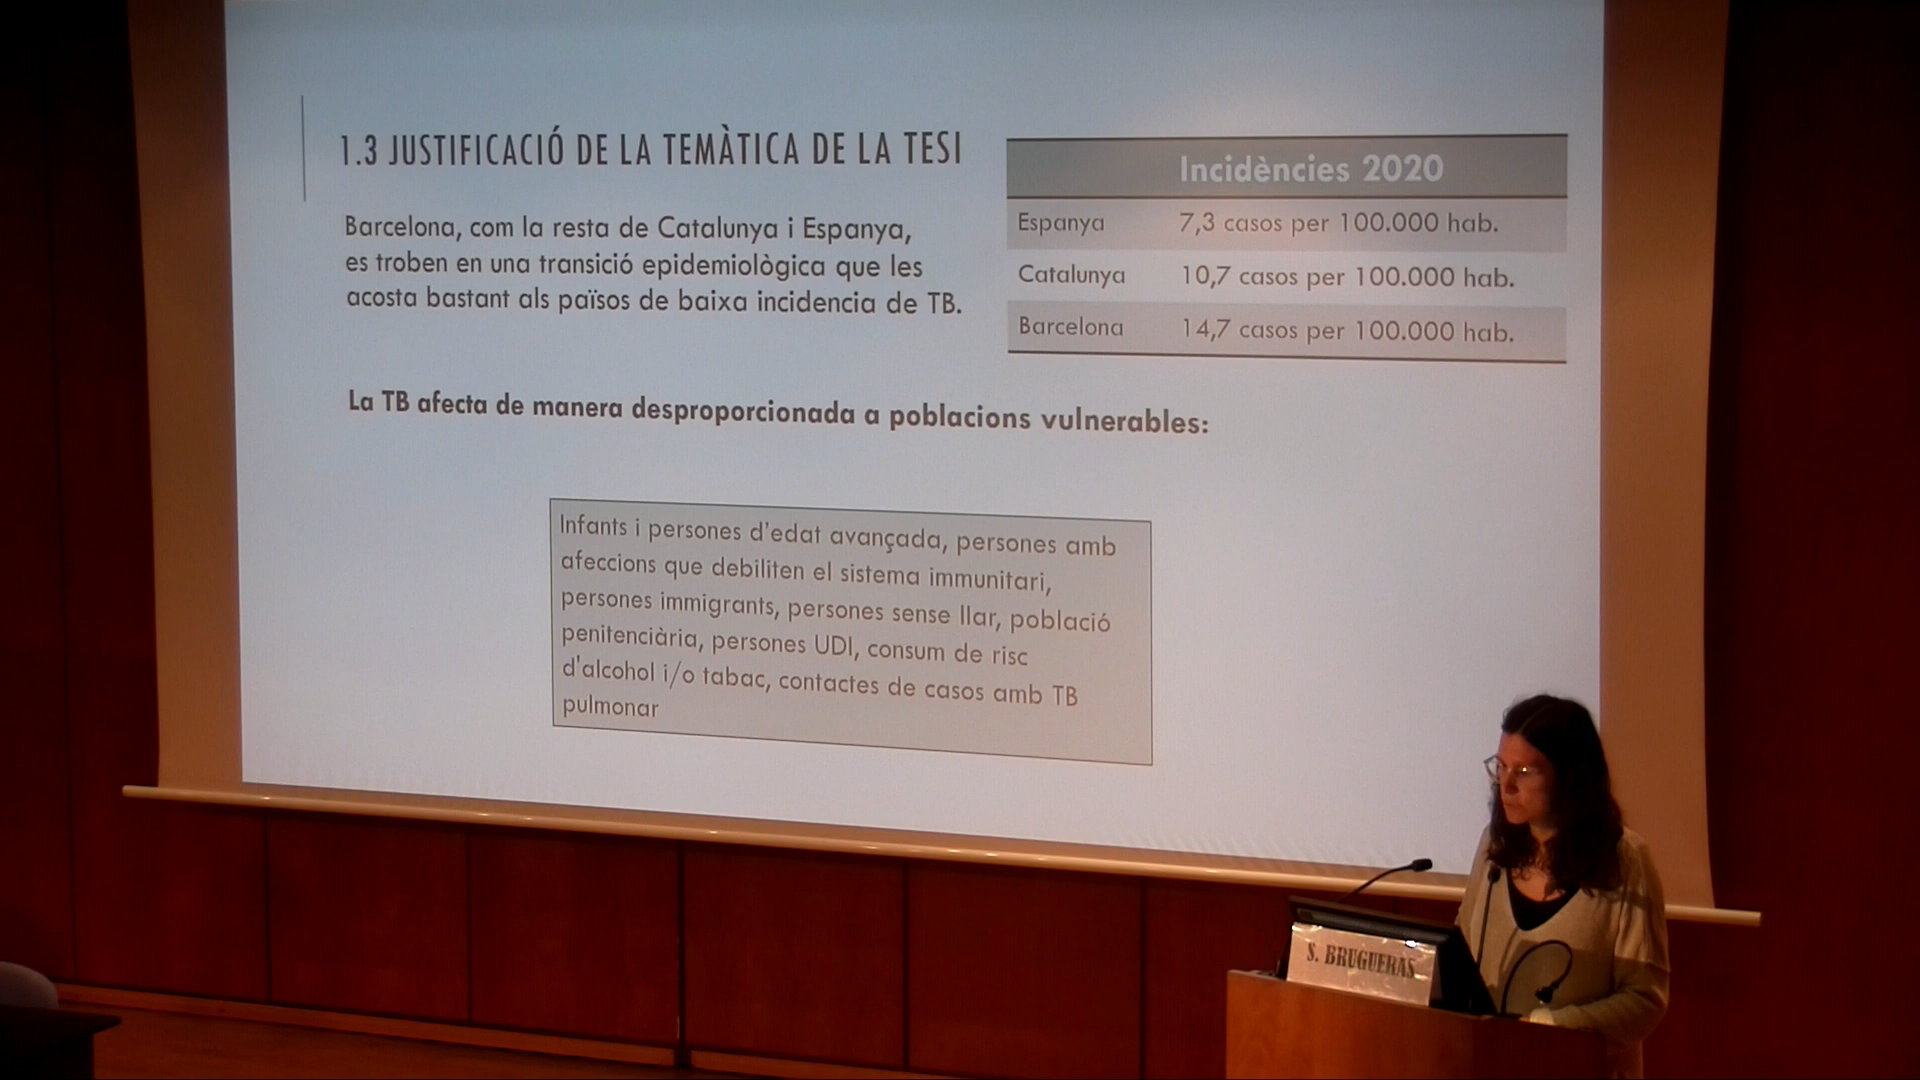 1.3 JUSTIFICACIÓ DE LA TEMÀTICA DE LA TESI
Barcelona, com la resta de Catalunya i Espanya,
es troben en una transició epidemiològica que les
acosta bastant als països de baixa incidencia de TB.
Incidències 2020
Espanya 7,3 casos per 100.000 hab.
Catalunya 10,7 casos per 100.000 hab.
Barcelona 14,7 casos per 100.000 hab.
La TB afecta de manera desproporcionada a poblacions vulnerables:
Infants i persones d'edat avançada, persones amb
afeccions que debiliten el sistema immunitari,
persones immigrants, persones sense llar, població
penitenciària, persones UDI, consum de risc
d'alcohol i/o tabac, contactes de casos amb TB
pulmonar
S. BRUGUERAS